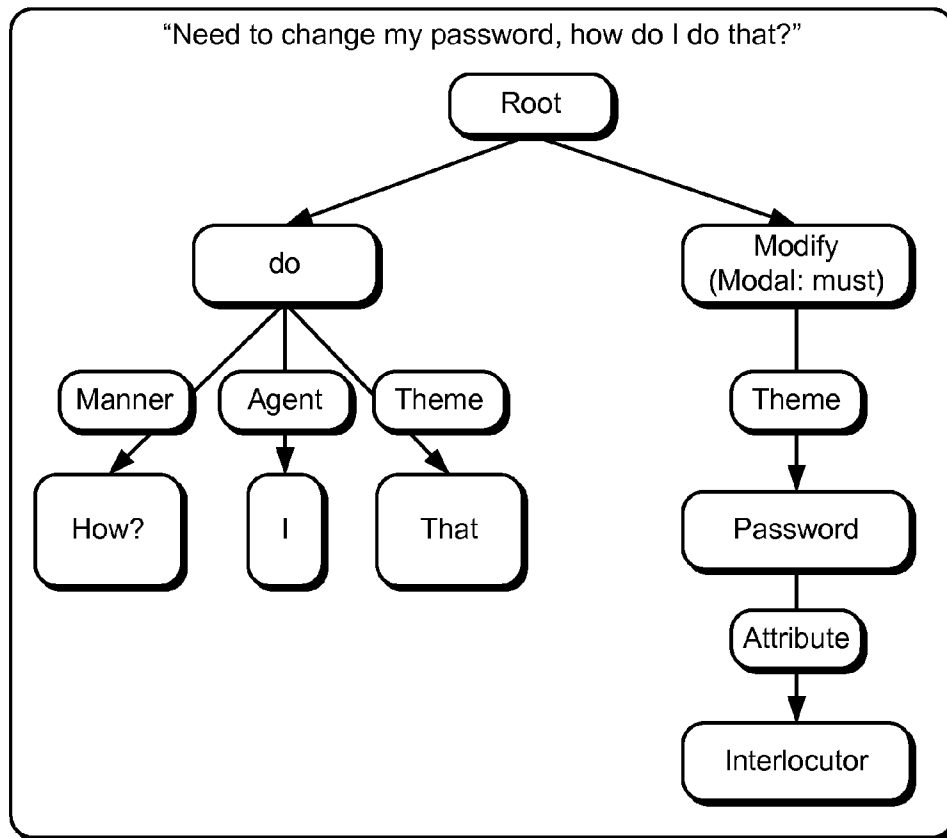 “Need to change my password, how do I do that?”
Root
do
Modify
(Modal: must)
Manner
Agent
Theme
Theme
How?
I
That
Password
Attribute
Interlocutor